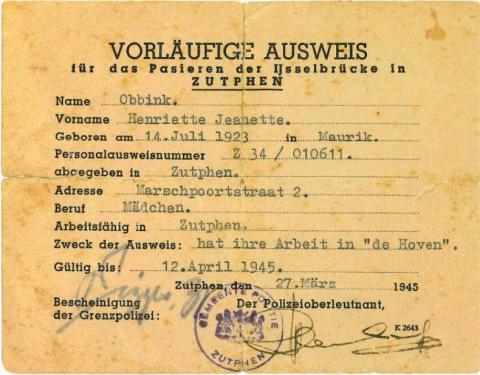 VORLÄUFIGE AUSWEIS
für das Pasieren der IJsselbrücke in
ZUTPHEN
Name Obbink.
Vorname Henriette Jeanette.
Geboren am 14.Juli 1923 in Maurik.
Personalausweisnummer Z 34/ 010611.
abcegeben in Zutphen.
Adresse Marschpoortstraat 2.
Beruf Mädchen.
Arbeitsfähig in Zutphen.
Zweck der Ausweis: hat ihre Arbeit in "de Hoven".
Gültig bis: 12.April 1945.
Zutphen, den 27.März 1945
Bescheinigung der Grenzpolizei:
Der Polizeioberleutnant,
GEMEENTE POLITIE
ZUTPHEN
K 2643